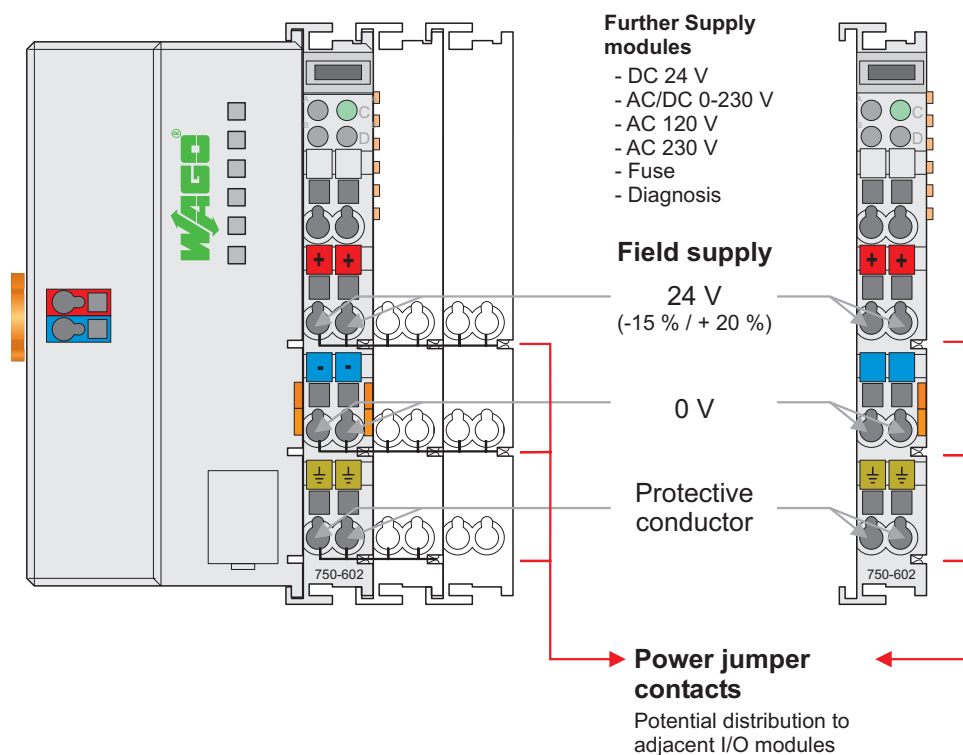 Further Supply
modules
- DC 24 V
- AC/DC 0-230 V
- AC 120 V
- AC 230 V
- Fuse
- Diagnosis
WAGO®
C
D
C
D
+ +
+ +
Field supply
24 V
(-15 % / + 20 %)
- -
0 V
Protective
conductor
750-602
750-602
Power jumper
contacts
Potential distribution to
adjacent I/O modules